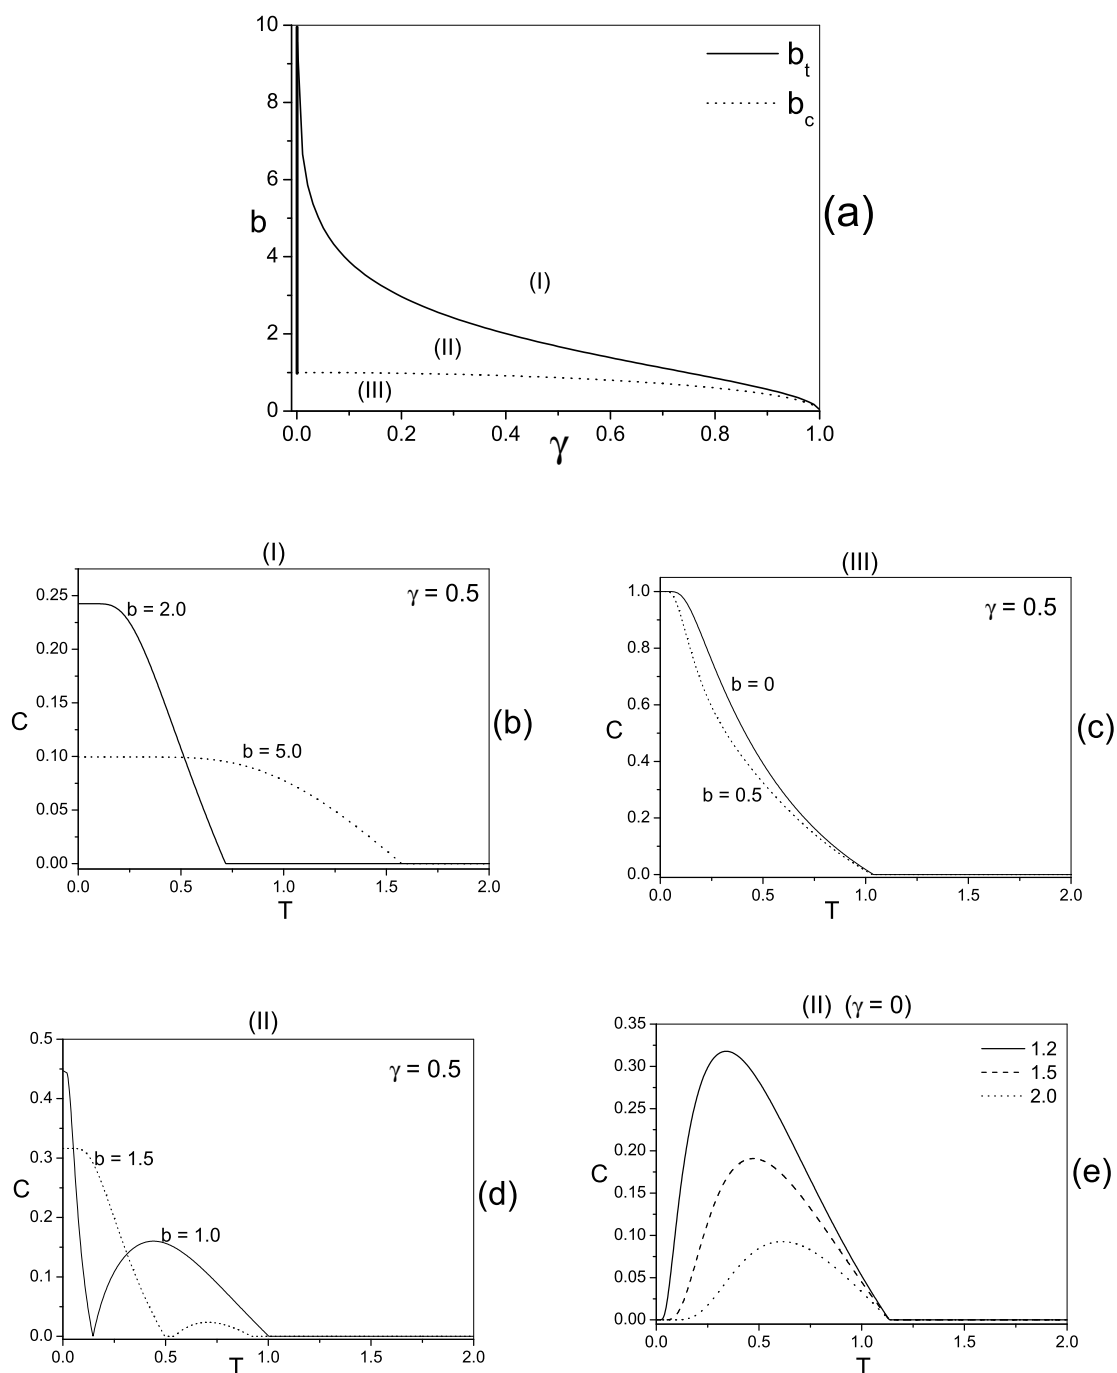 10
8
6
4
2
0
b
b_t
b_c
(I)
(II)
(III)
(a)
0.0 0.2 0.4 0.6 0.8 1.0
γ
(I)
γ = 0.5
0.25
0.20
0.15
0.10
0.05
0.00
C
b = 2.0
b = 5.0
(b)
0.0 0.5 1.0 1.5 2.0
T
(III)
γ = 0.5
1.0
0.8
0.6
0.4
0.2
0.0
C
b = 0
b = 0.5
(c)
0.0 0.5 1.0 1.5 2.0
T
(II)
γ = 0.5
0.5
0.4
0.3
0.2
0.1
0.0
C
b = 1.5
b = 1.0
(d)
0.0 0.5 1.0 1.5 2.0
T
(II) (γ = 0)
0.35
0.30
0.25
0.20
0.15
0.10
0.05
0.00
C
1.2
1.5
2.0
(e)
0.0 0.5 1.0 1.5 2.0
T